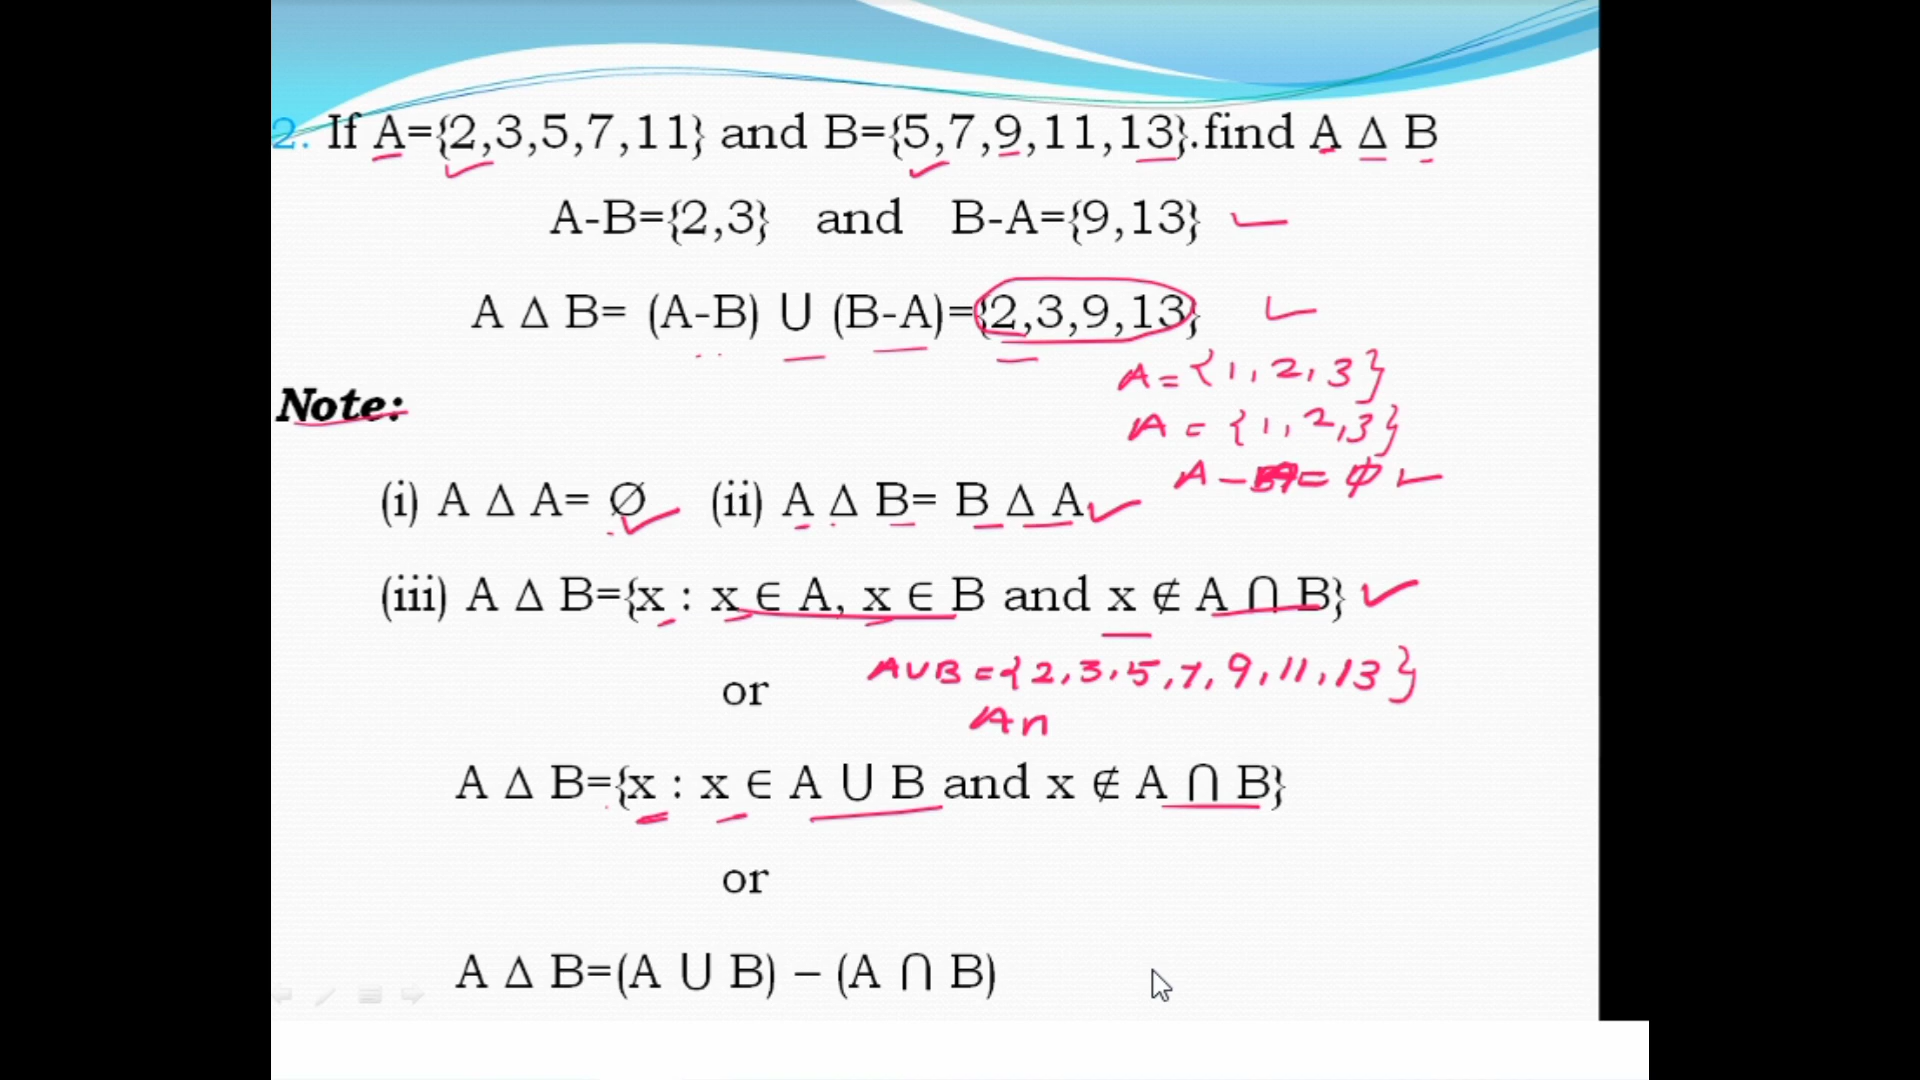 2. If A={2,3,5,7,11} and B={5,7,9,11,13}.find A Δ B
A-B={2,3} and B-A={9,13}
A Δ B= (A-B) ∪ (B-A)={2,3,9,13}
A={1,2,3}
Note:
A={1,2,3}
A-A=φ
(i) A Δ A= ∅ (ii) A Δ B= B Δ A
(iii) A Δ B={x : x ∈ A, x ∈ B and x ∉ A ∩ B}
or
A∪B={2,3,5,7,9,11,13}
A∩
A Δ B={x : x ∈ A ∪ B and x ∉ A ∩ B}
or
A Δ B=(A ∪ B) – (A ∩ B)